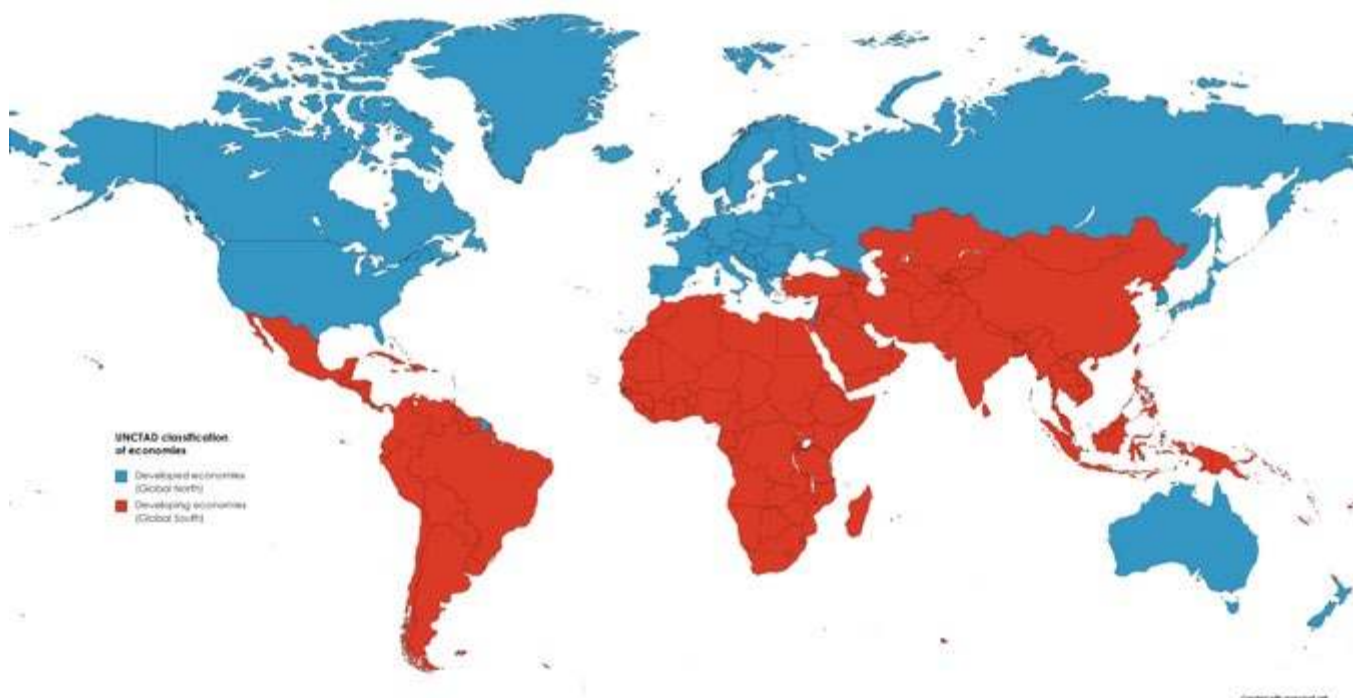 UNCTAD classification
of economies
Developed economies
(Global North)
Developing economies
(Global South)